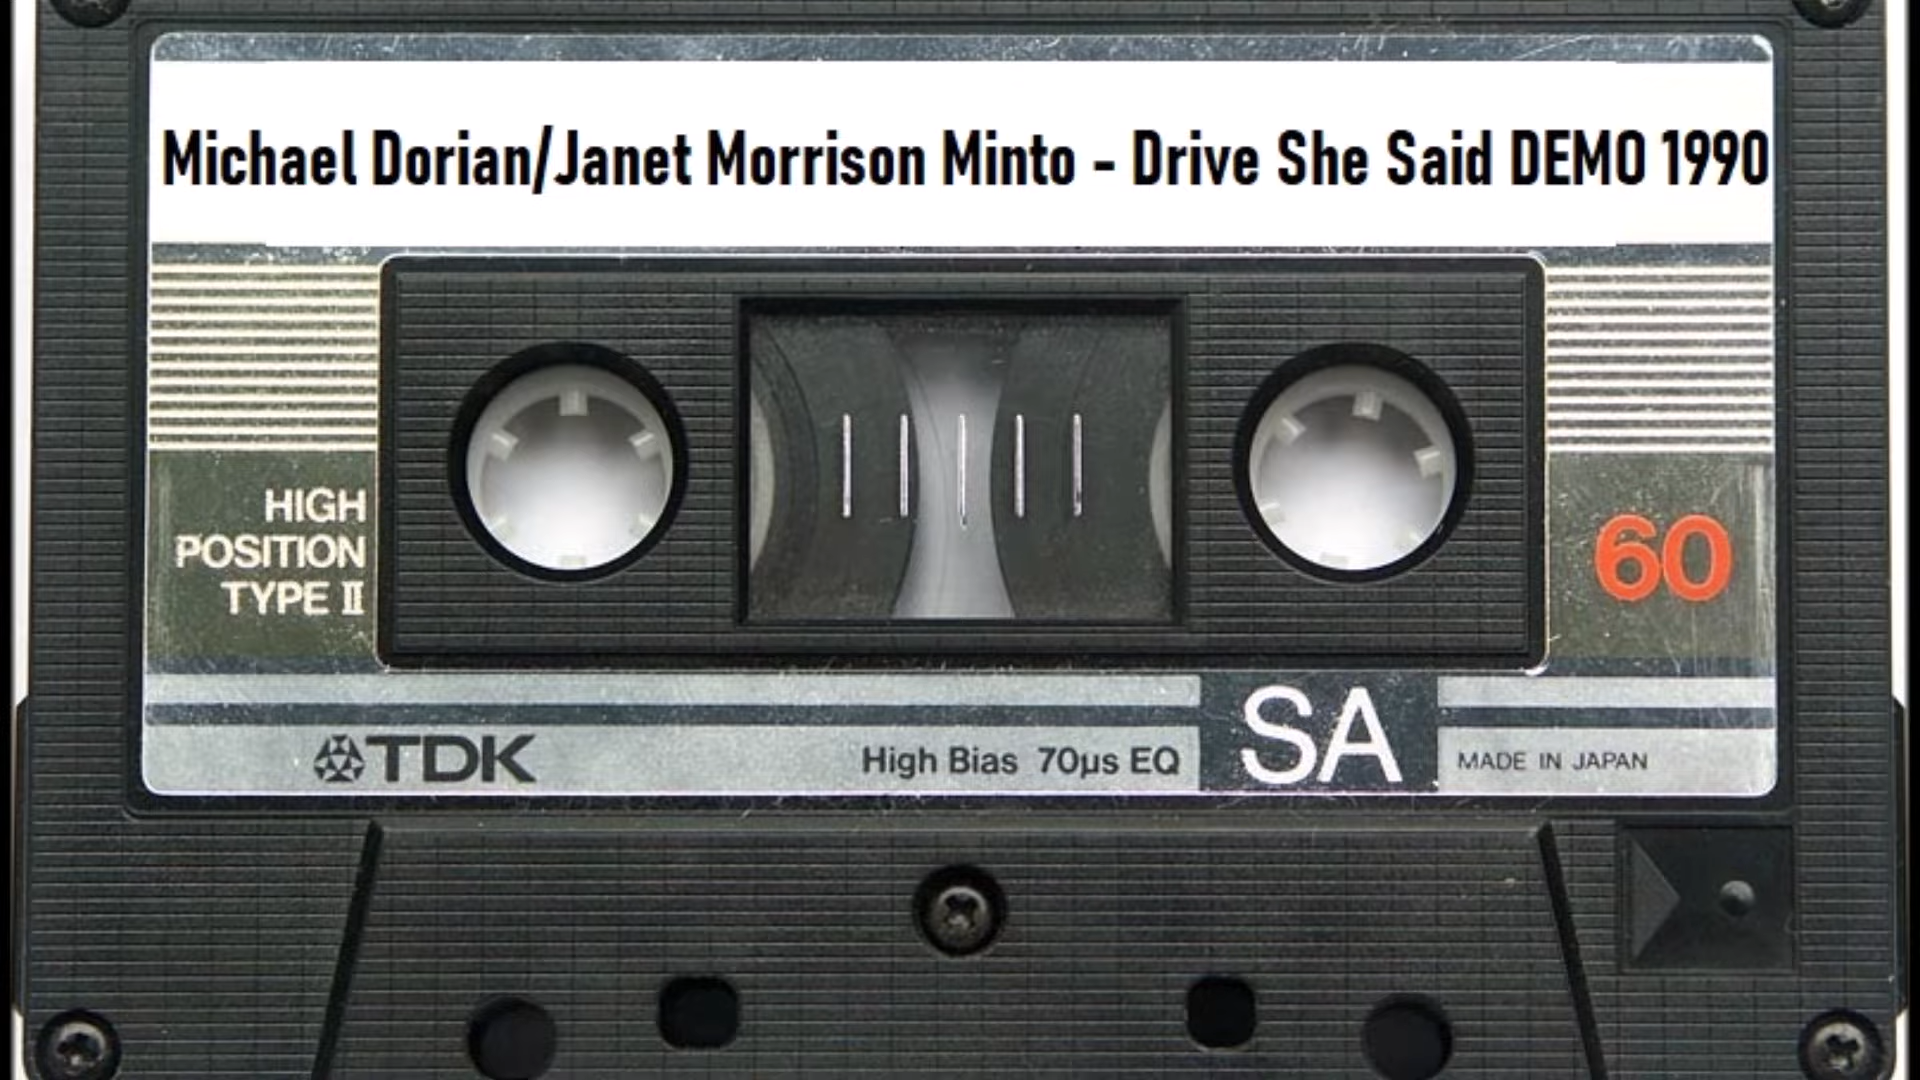 Michael Dorian/Janet Morrison Minto - Drive She Said DEMO 1990
HIGH
POSITION
TYPE II
60
TDK
High Bias 70µs EQ
SA
MADE IN JAPAN